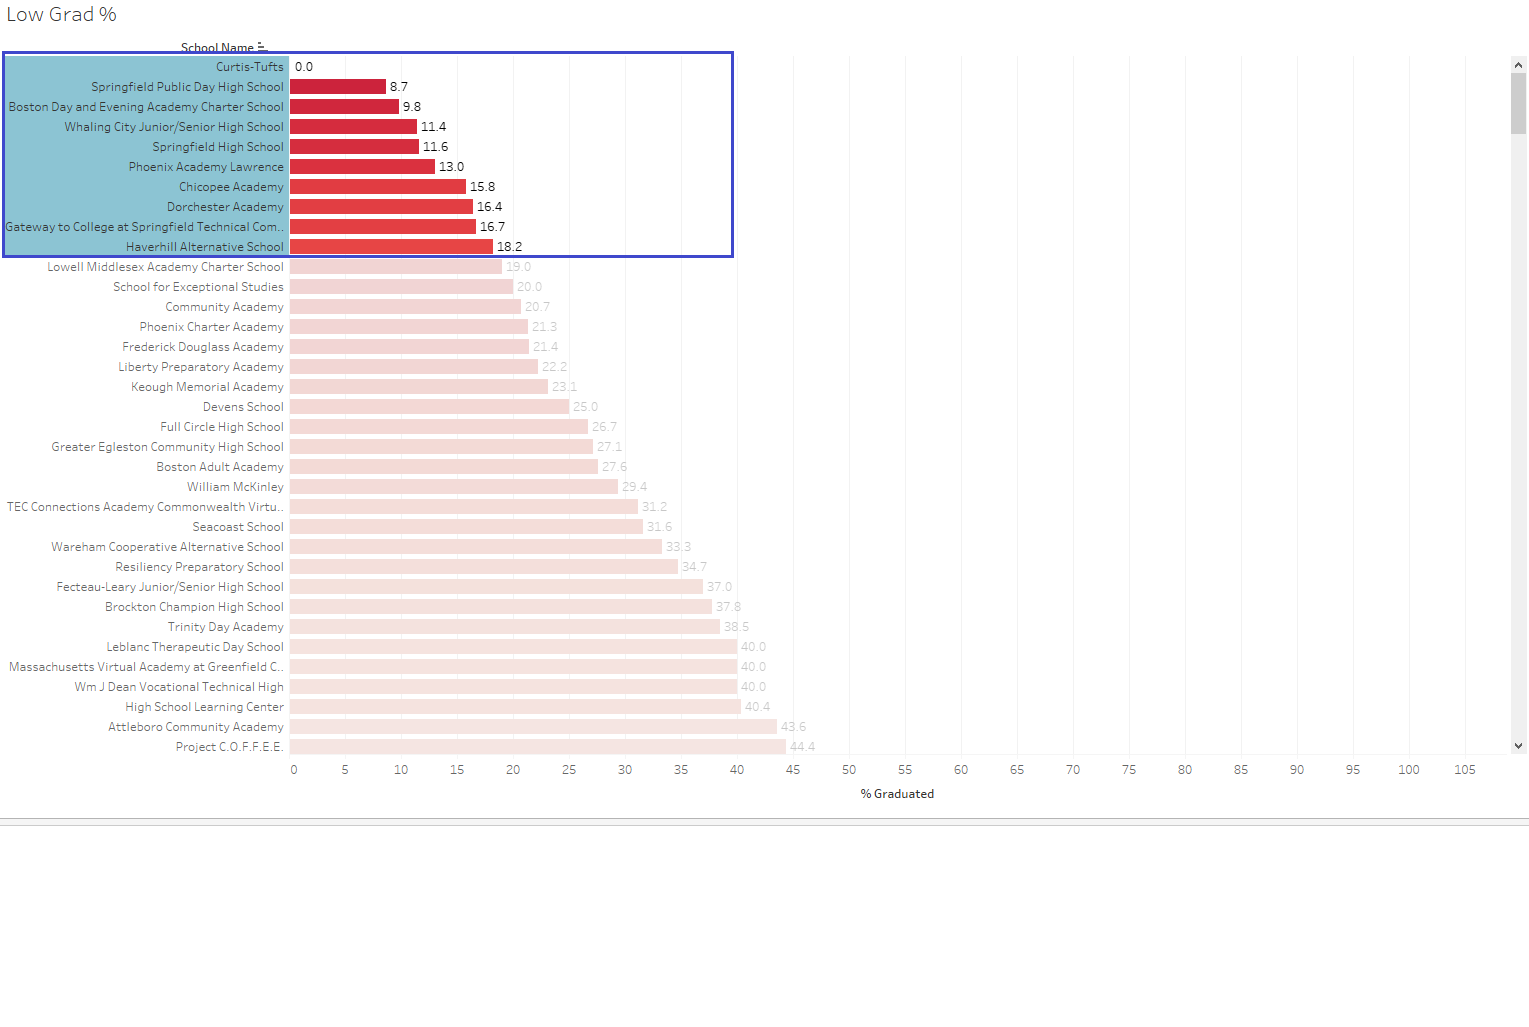 Low Grad %
School Name
Curtis-Tufts 0.0
Springfield Public Day High School 8.7
Boston Day and Evening Academy Charter School 9.8
Whaling City Junior/Senior High School 11.4
Springfield High School 11.6
Phoenix Academy Lawrence 13.0
Chicopee Academy 15.8
Dorchester Academy 16.4
Gateway to College at Springfield Technical Com.. 16.7
Haverhill Alternative School 18.2
Lowell Middlesex Academy Charter School 19.0
School for Exceptional Studies 20.0
Community Academy 20.7
Phoenix Charter Academy 21.3
Frederick Douglass Academy 21.4
Liberty Preparatory Academy 22.2
Keough Memorial Academy 23.1
Devens School 25.0
Full Circle High School 26.7
Greater Egleston Community High School 27.1
Boston Adult Academy 27.6
William McKinley 29.4
TEC Connections Academy Commonwealth Virtu.. 31.2
Seacoast School 31.6
Wareham Cooperative Alternative School 33.3
Resiliency Preparatory School 34.7
Fecteau-Leary Junior/Senior High School 37.0
Brockton Champion High School 37.8
Trinity Day Academy 38.5
Leblanc Therapeutic Day School 40.0
Massachusetts Virtual Academy at Greenfield C.. 40.0
Wm J Dean Vocational Technical High 40.0
High School Learning Center 40.4
Attleboro Community Academy 43.6
Project C.O.F.F.E.E. 44.4
0 5 10 15 20 25 30 35 40 45 50 55 60 65 70 75 80 85 90 95 100 105
% Graduated